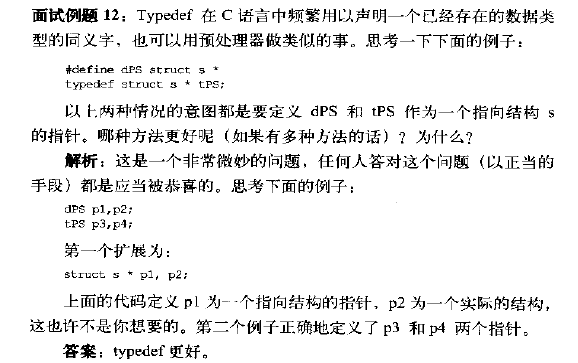 面试例题 12：Typedef 在 C 语言中频繁用以声明一个已经存在的数据类
型的同义字，也可以用预处理器做类似的事。思考一下下面的例子：
#define dPS struct s *
typedef struct s * tPS;
以上两种情况的意图都是要定义 dPS 和 tPS 作为一个指向结构 s
的指针。哪种方法更好呢（如果有多种方法的话）？为什么？
解析：这是一个非常微妙的问题，任何人答对这个问题（以正当的
手段）都是应当被恭喜的。思考下面的例子：
dPS p1,p2;
tPS p3,p4;
第一个扩展为：
struct s * p1, p2;
上面的代码定义 p1 为一个指向结构的指针，p2 为一个实际的结构，
这也许不是你想要的。第二个例子正确地定义了 p3 和 p4 两个指针。
答案：typedef 更好。